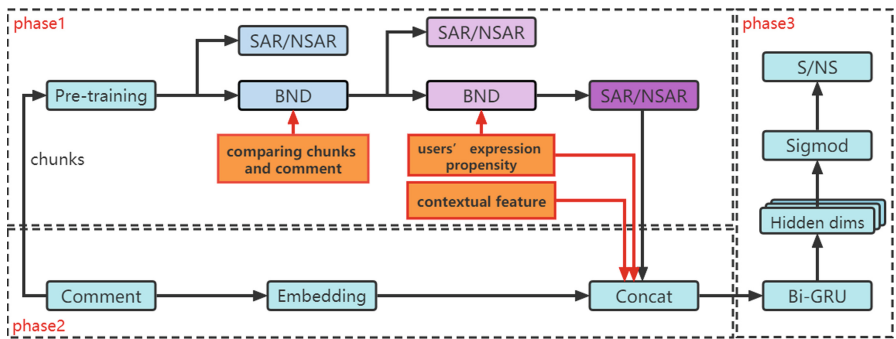 phase1
phase3
SAR/NSAR
SAR/NSAR
S/NS
Pre-training
BND
BND
SAR/NSAR
chunks
comparing chunks
and comment
users' expression
propensity
Sigmod
contextual feature
Hidden dims
Comment
Embedding
Concat
Bi-GRU
phase2